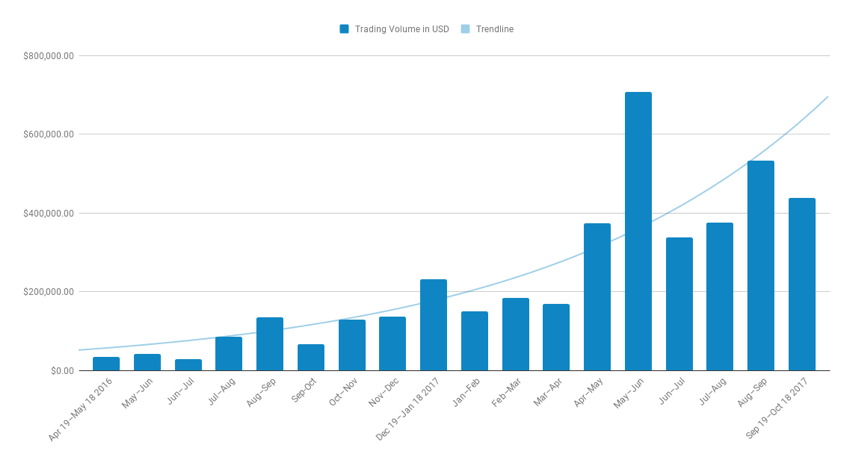 Trading Volume in USD
Trendline
$800,000.00
$600,000.00
$400,000.00
$200,000.00
$0.00
Apr 19–May 18 2016
May–Jun
Jun–Jul
Jul–Aug
Aug–Sep
Sep-Oct
Oct–Nov
Nov–Dec
Dec 19–Jan 18 2017
Jan–Feb
Feb–Mar
Mar–Apr
Apr–May
May–Jun
Jun–Jul
Jul–Aug
Aug–Sep
Sep 19–Oct 18 2017